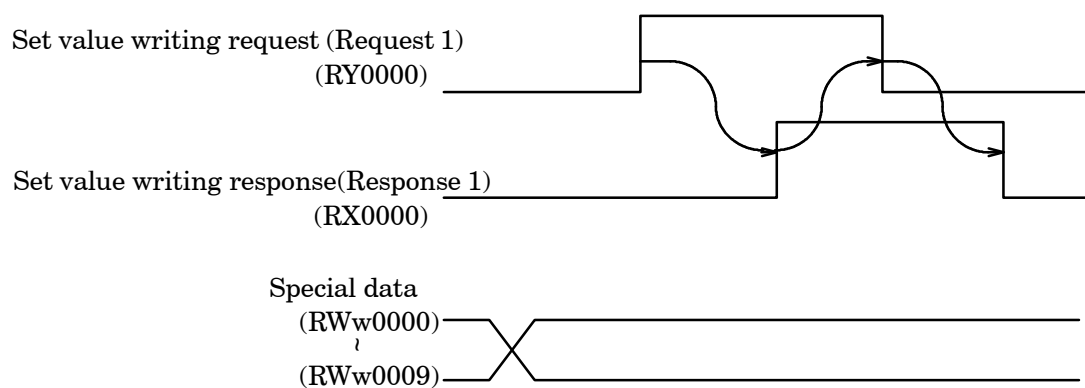 Set value writing request (Request 1)
(RY0000)
Set value writing response(Response 1)
(RX0000)
Special data
(RWw0000)
~
(RWw0009)